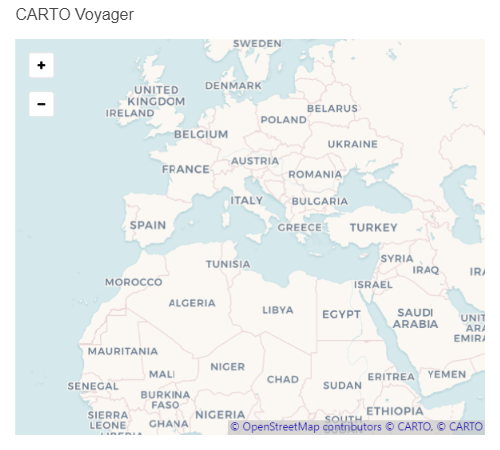 CARTO Voyager
+
SWEDEN
−
UNITED
KINGDOM
DENMARK
IRELAND
BELARUS
POLAND
BELGIUM
UKRAINE
AUSTRIA
FRANCE
ROMANIA
ITALY
BULGARIA
SPAIN
GREECE
TURKEY
TUNISIA
SYRIA
IRAQ
IRA
MOROCCO
ISRAEL
ALGERIA
LIBYA
EGYPT
SAUDI
ARABIA
UNIT
ARA
EMIRA
MAURITANIA
NIGER
MALI
CHAD
SUDAN
ERITREA
YEMEN
SENEGAL
BURKINA
FASO
SIERRA
LEONE
GHANA
NIGERIA
ETHIOPIA
SOUTH
LIBERIA
© OpenStreetMap contributors © CARTO, © CARTO